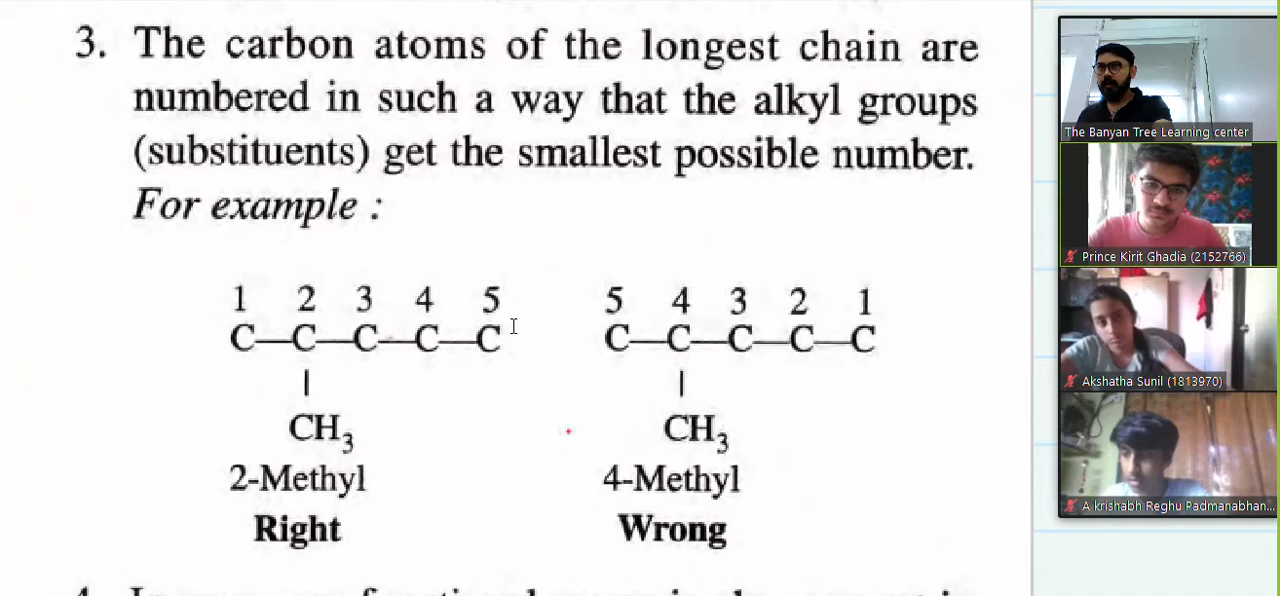 3. The carbon atoms of the longest chain are
numbered in such a way that the alkyl groups
(substituents) get the smallest possible number.
For example :
1 2 3 4 5
C—C—C—C—C
|
CH3
2-Methyl
Right
5 4 3 2 1
C—C—C—C—C
|
CH3
4-Methyl
Wrong
The Banyan Tree Learning center
Prince Kirit Ghadia (2152766)
Akshatha Sunil (1813970)
A krishabh Reghu Padmanabhan...